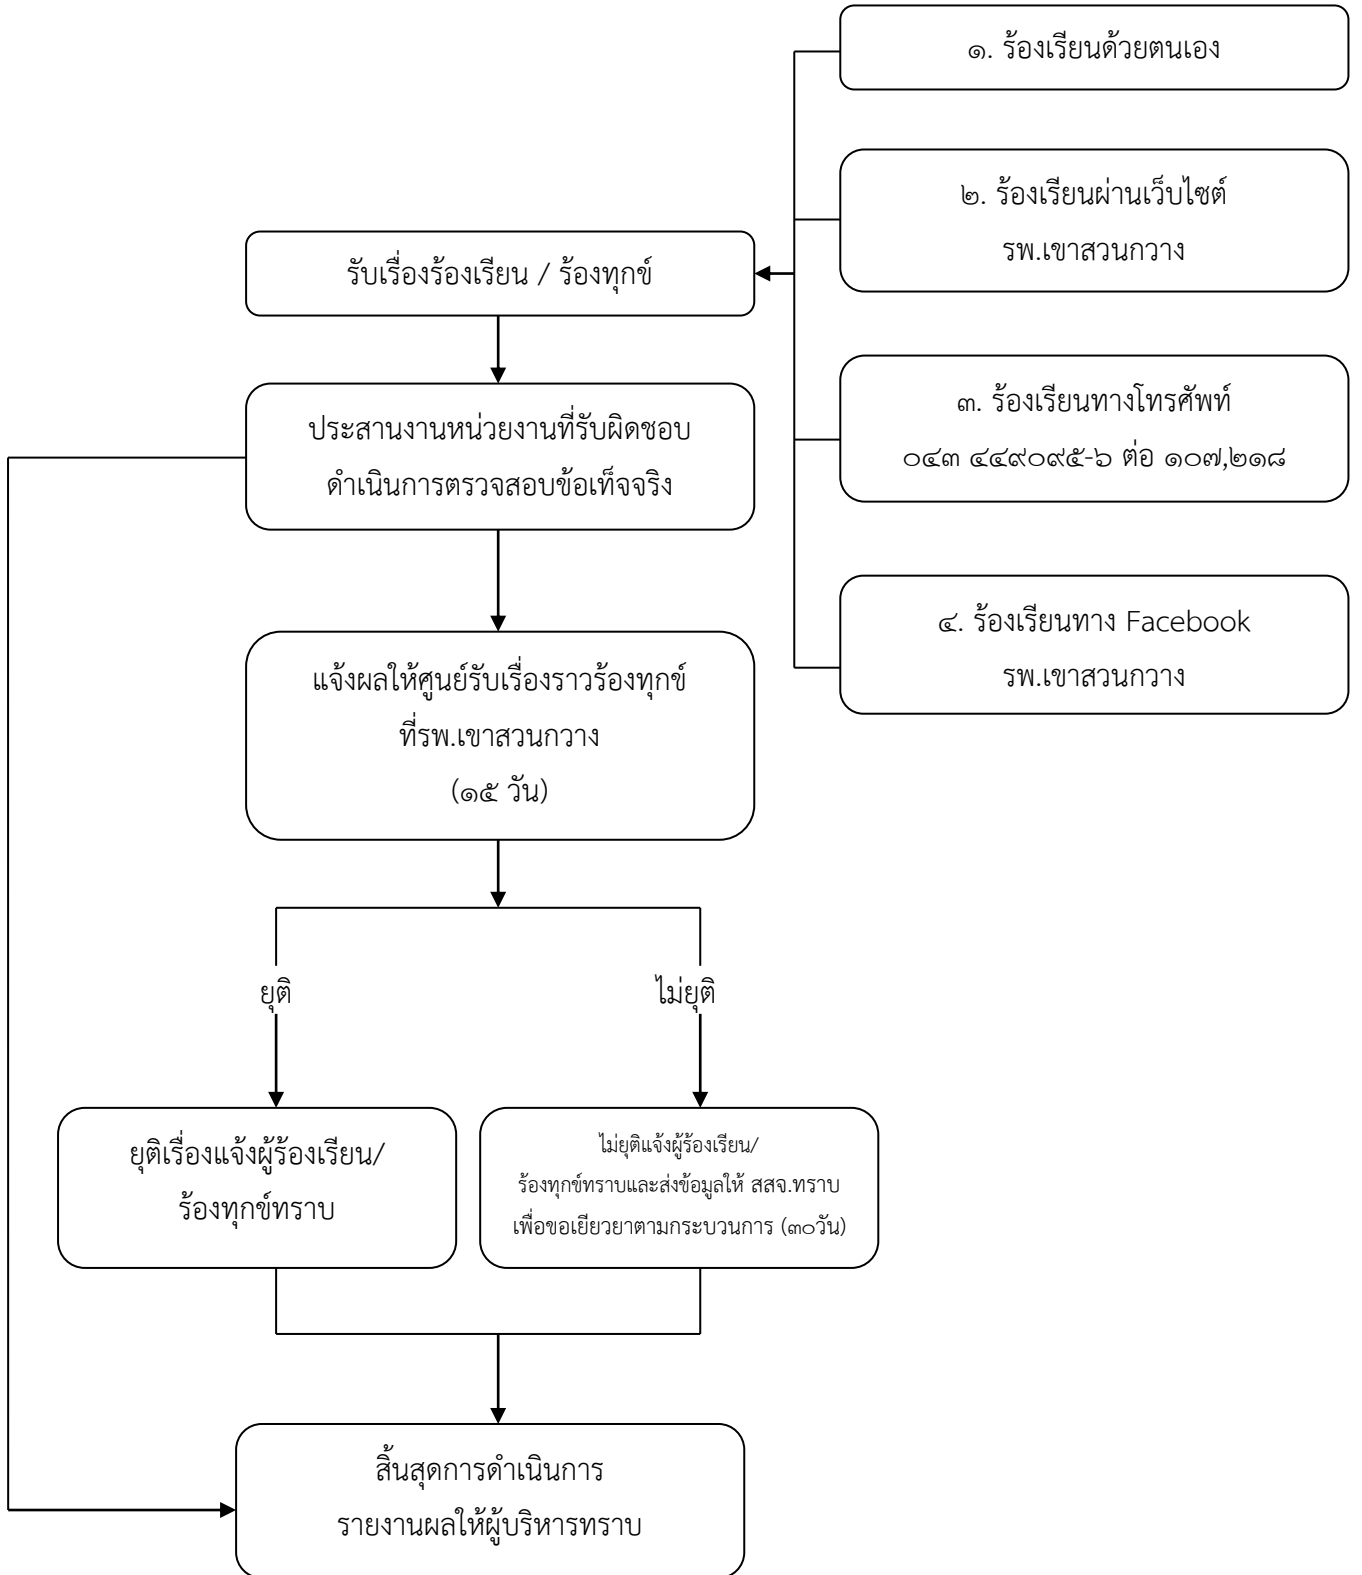 ๑. ร้องเรียนด้วยตนเอง
๒. ร้องเรียนผ่านเว็บไซต์
รพ.เขาสวนกวาง
รับเรื่องร้องเรียน / ร้องทุกข์
๓. ร้องเรียนทางโทรศัพท์
๐๔๓ ๔๔๙๐๙๕-๖ ต่อ ๑๐๗,๒๑๘
ประสานงานหน่วยงานที่รับผิดชอบ
ดำเนินการตรวจสอบข้อเท็จจริง
๔. ร้องเรียนทาง Facebook
รพ.เขาสวนกวาง
แจ้งผลให้ศูนย์รับเรื่องราวร้องทุกข์
ที่รพ.เขาสวนกวาง
(๑๕ วัน)
ยุติ
ไม่ยุติ
ยุติเรื่องแจ้งผู้ร้องเรียน/
ร้องทุกข์ทราบ
ไม่ยุติแจ้งผู้ร้องเรียน/
ร้องทุกข์ทราบและส่งข้อมูลให้ สสจ.ทราบ
เพื่อขอเยียวยาตามกระบวนการ (๓๐วัน)
สิ้นสุดการดำเนินการ
รายงานผลให้ผู้บริหารทราบ